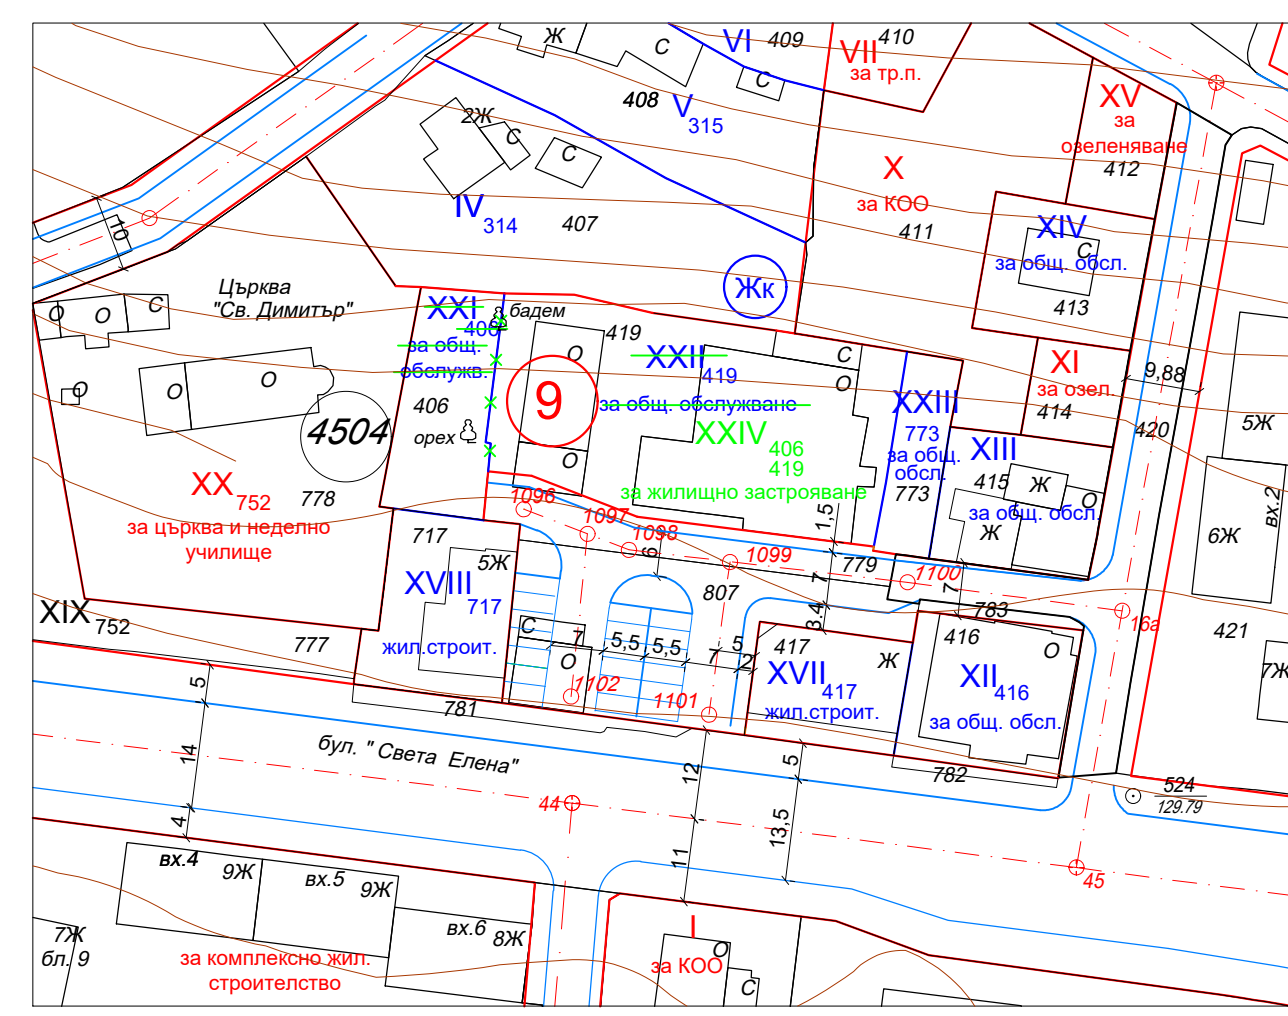 Ж
С
VI 409
VII
410
за тр.п.
С
408
V
315
2Ж
С
С
XV
за
озеленяване
412
X
за КОО
411
IV
314
407
XIV
С
за общ. обсл.
413
10
Църква
"Св. Димитър"
Жк
О
О
С
XXI
406
за общ.
обслужв.
бадем
419
О
XXII
419
за общ. обслужване
С
О
XI
за озел.
414
9,88
420
5Ж
О
О
О
406
орех
9
4504
XXIV
406
419
за жилищно застрояване
XXIII
773
за общ.
обсл.
773
XIII
415
Ж
О
за общ. обсл.
Ж
О
XX
752
778
за църква и неделно
училище
1096
1097
1098
1099
1100
1,5
6
7
779
7
783
6Ж
вх.2
717
5Ж
XVIII
717
жил.строит.
807
3.4
16а
421
7Ж
XIX
752
777
С
О
7
5,5
5,5
7
5
2
417
Ж
XVII
417
жил.строит.
416
О
XII
416
за общ. обсл.
1102
1101
781
782
5
14
4
бул. " Света Елена"
12
11
5
13,5
44
45
524
129.79
вх.4
9Ж
вх.5
9Ж
вх.6
8Ж
7Ж
бл. 9
за комплексно жил.
строителство
I
за КОО
О
С